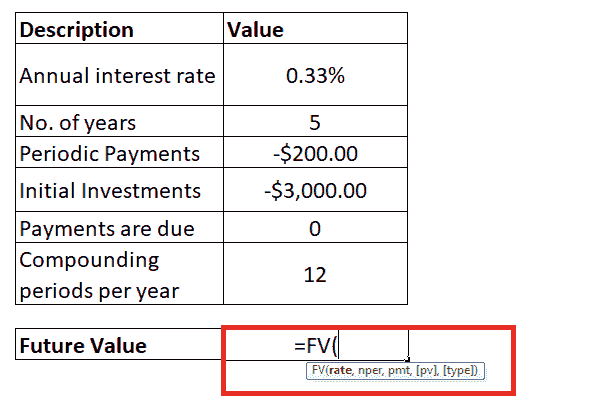 Description Value
Annual interest rate 0.33%
No. of years 5
Periodic Payments -$200.00
Initial Investments -$3,000.00
Payments are due 0
Compounding
periods per year 12
Future Value =FV(
FV(rate, nper, pmt, [pv], [type])